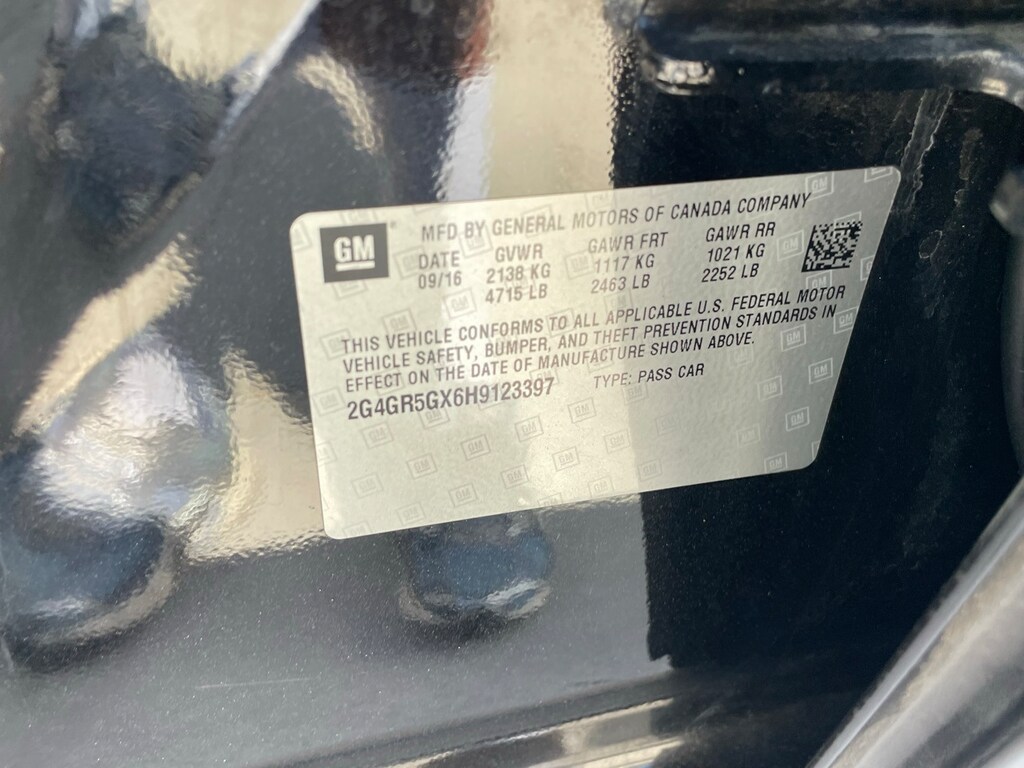 GM ®
MFD BY GENERAL MOTORS OF CANADA COMPANY
DATE GVWR GAWR FRT GAWR RR
09/16 2138 KG 1117 KG 1021 KG
4715 LB 2463 LB 2252 LB
THIS VEHICLE CONFORMS TO ALL APPLICABLE U.S. FEDERAL MOTOR
VEHICLE SAFETY, BUMPER, AND THEFT PREVENTION STANDARDS IN
EFFECT ON THE DATE OF MANUFACTURE SHOWN ABOVE.
2G4GR5GX6H9123397 TYPE: PASS CAR